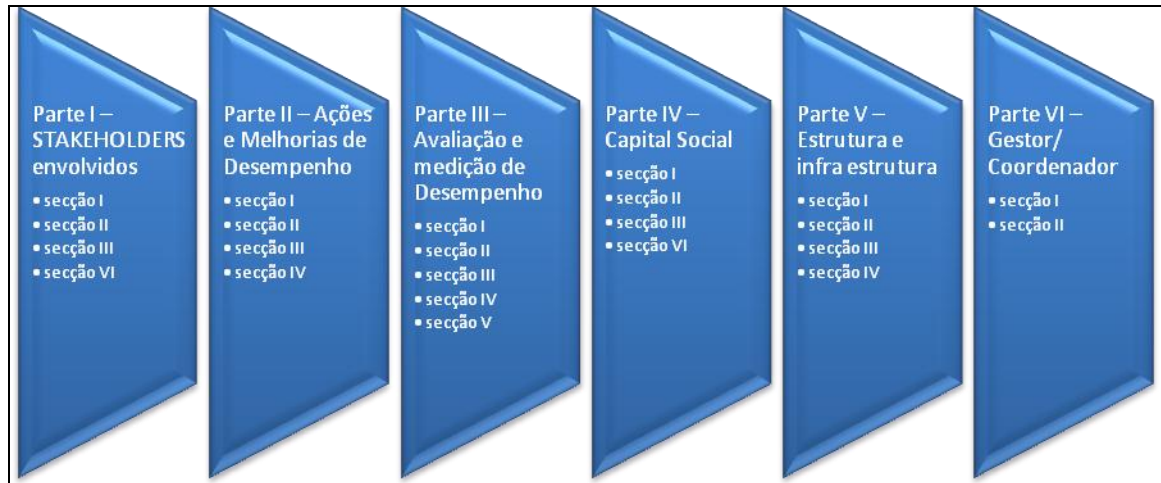 Parte I –
STAKEHOLDERS
envolvidos
• secção I
• secção II
• secção III
• secção VI
Parte II – Ações
e Melhorias de
Desempenho
• secção I
• secção II
• secção III
• secção IV
Parte III –
Avaliação e
medição de
Desempenho
• secção I
• secção II
• secção III
• secção IV
• secção V
Parte IV –
Capital Social
• secção I
• secção II
• secção III
• secção VI
Parte V –
Estrutura e
infra estrutura
• secção I
• secção II
• secção III
• secção IV
Parte VI –
Gestor/
Coordenador
• secção I
• secção II